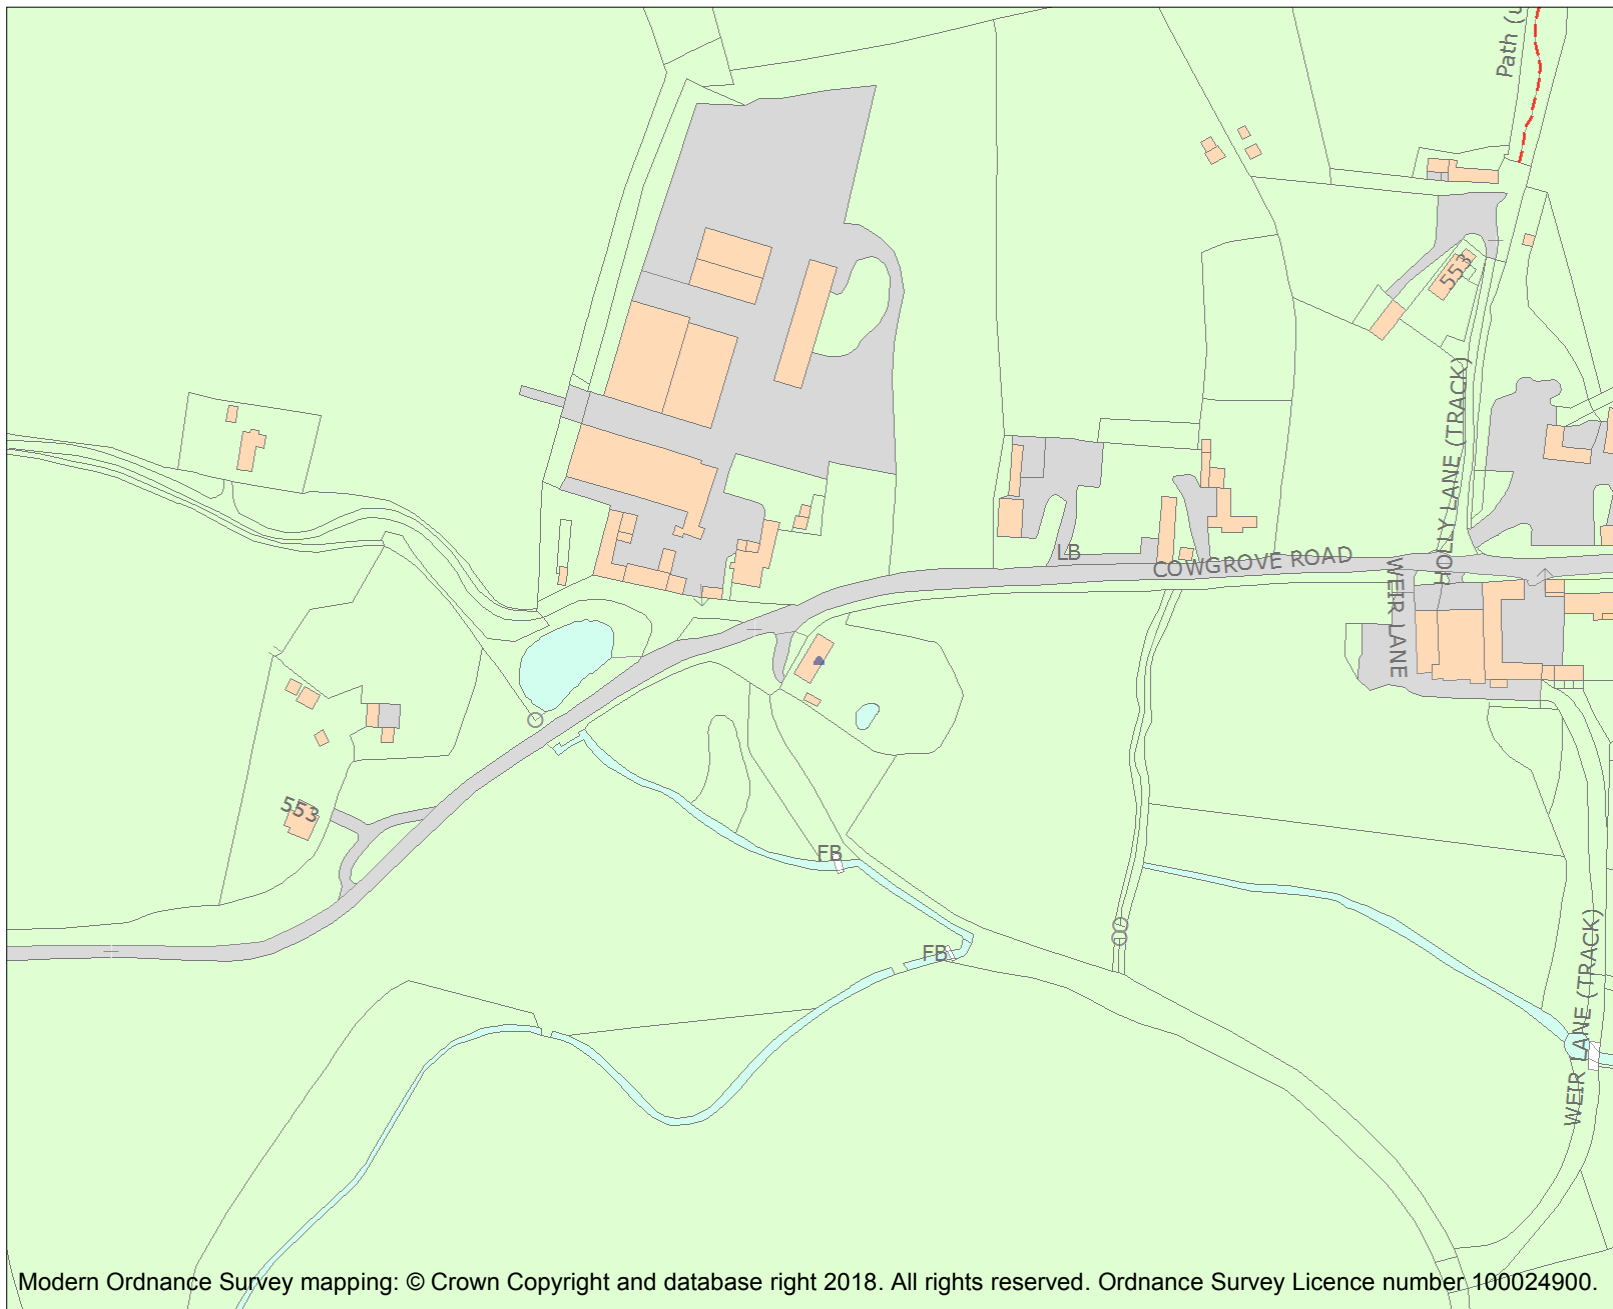 Path (u
553
HOLLY LANE (TRACK)
LB
COWGROVE ROAD
WEIR LANE
553
FB
FB
WEIR LANE (TRACK)
Modern Ordnance Survey mapping: © Crown Copyright and database right 2018. All rights reserved. Ordnance Survey Licence number 100024900.